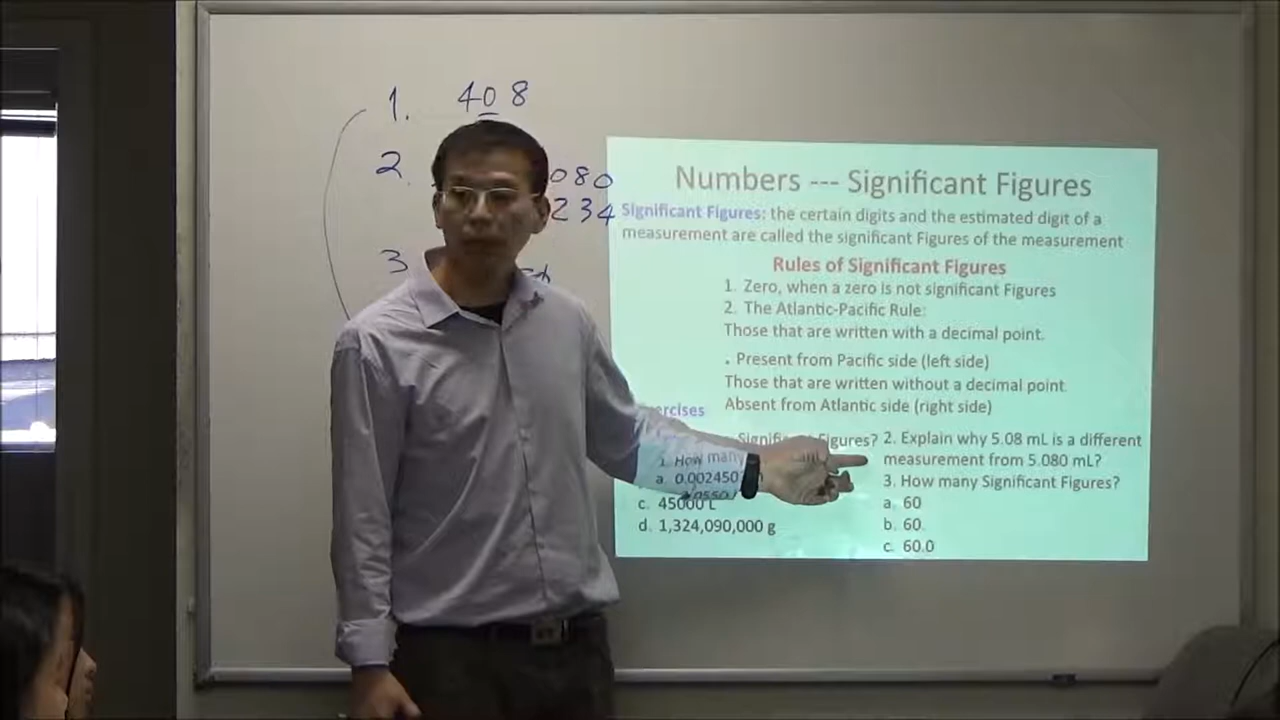 1. 408
2. 080
234
3
Numbers --- Significant Figures
Significant Figures: the certain digits and the estimated digit of a
measurement are called the significant Figures of the measurement
Rules of Significant Figures
1. Zero, when a zero is not significant Figures
2. The Atlantic-Pacific Rule:
Those that are written with a decimal point.
. Present from Pacific side (left side)
Those that are written without a decimal point.
Absent from Atlantic side (right side)
1. How many Significant Figures?
a. 0.002450
c. 45000 L
d. 1,324,090,000 g
2. Explain why 5.08 mL is a different
measurement from 5.080 mL?
3. How many Significant Figures?
a. 60
b. 60.
c. 60.0